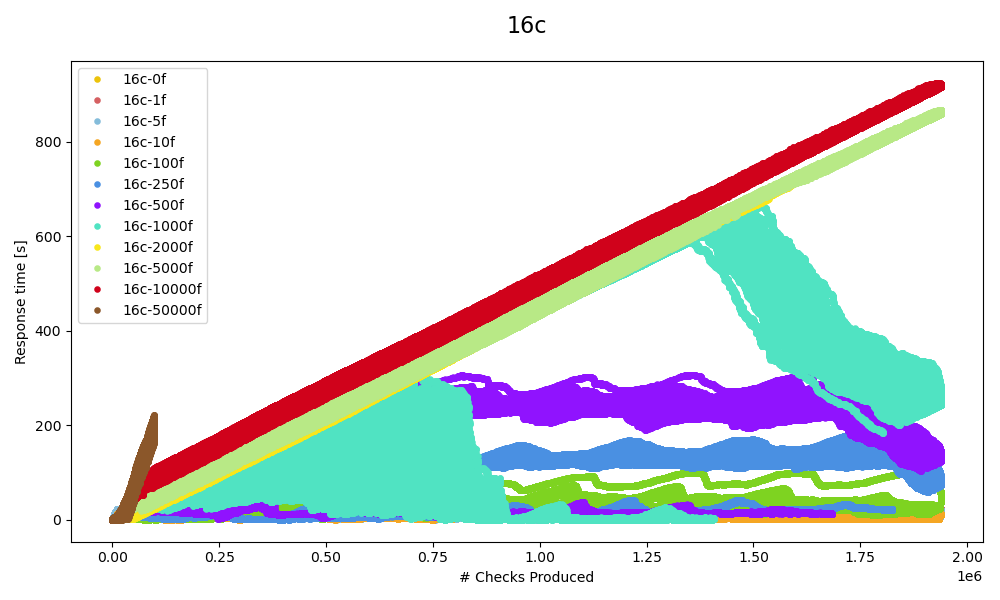 16c
16c-0f
16c-1f
16c-5f
16c-10f
16c-100f
16c-250f
16c-500f
16c-1000f
16c-2000f
16c-5000f
16c-10000f
16c-50000f
Response time [s]
800
600
400
200
0
0.00 0.25 0.50 0.75 1.00 1.25 1.50 1.75 2.00
1e6
# Checks Produced